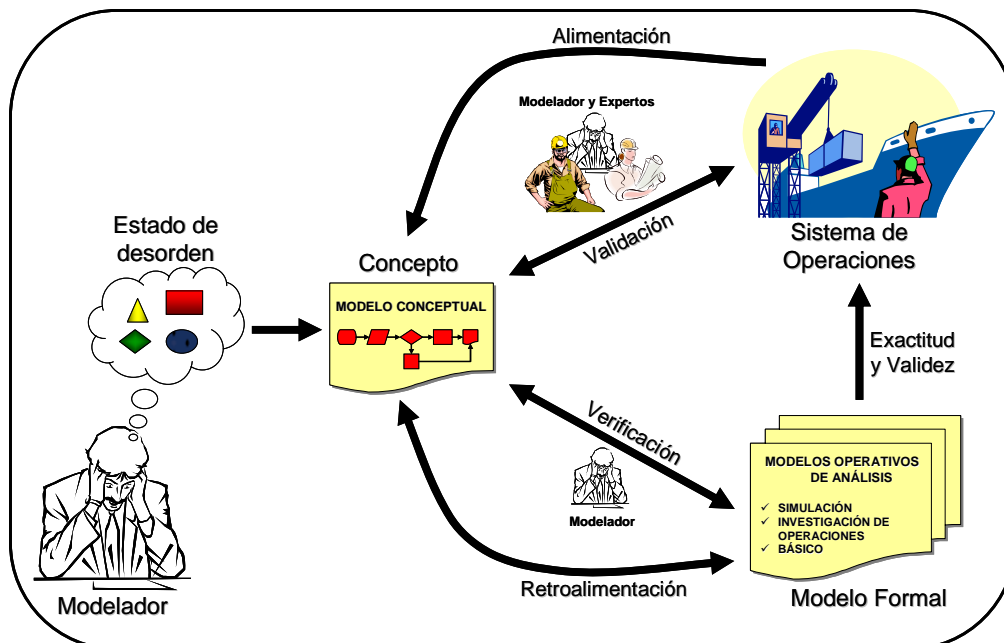 Alimentación
Modelador y Expertos
Estado de
desorden
Concepto
Validación
Sistema de
Operaciones
MODELO CONCEPTUAL
Exactitud
y Validez
Verificación
Modelador
MODELOS OPERATIVOS
DE ANÁLISIS
✓ SIMULACIÓN
✓ INVESTIGACIÓN DE
OPERACIONES
✓ BÁSICO
Retroalimentación
Modelador
Modelo Formal